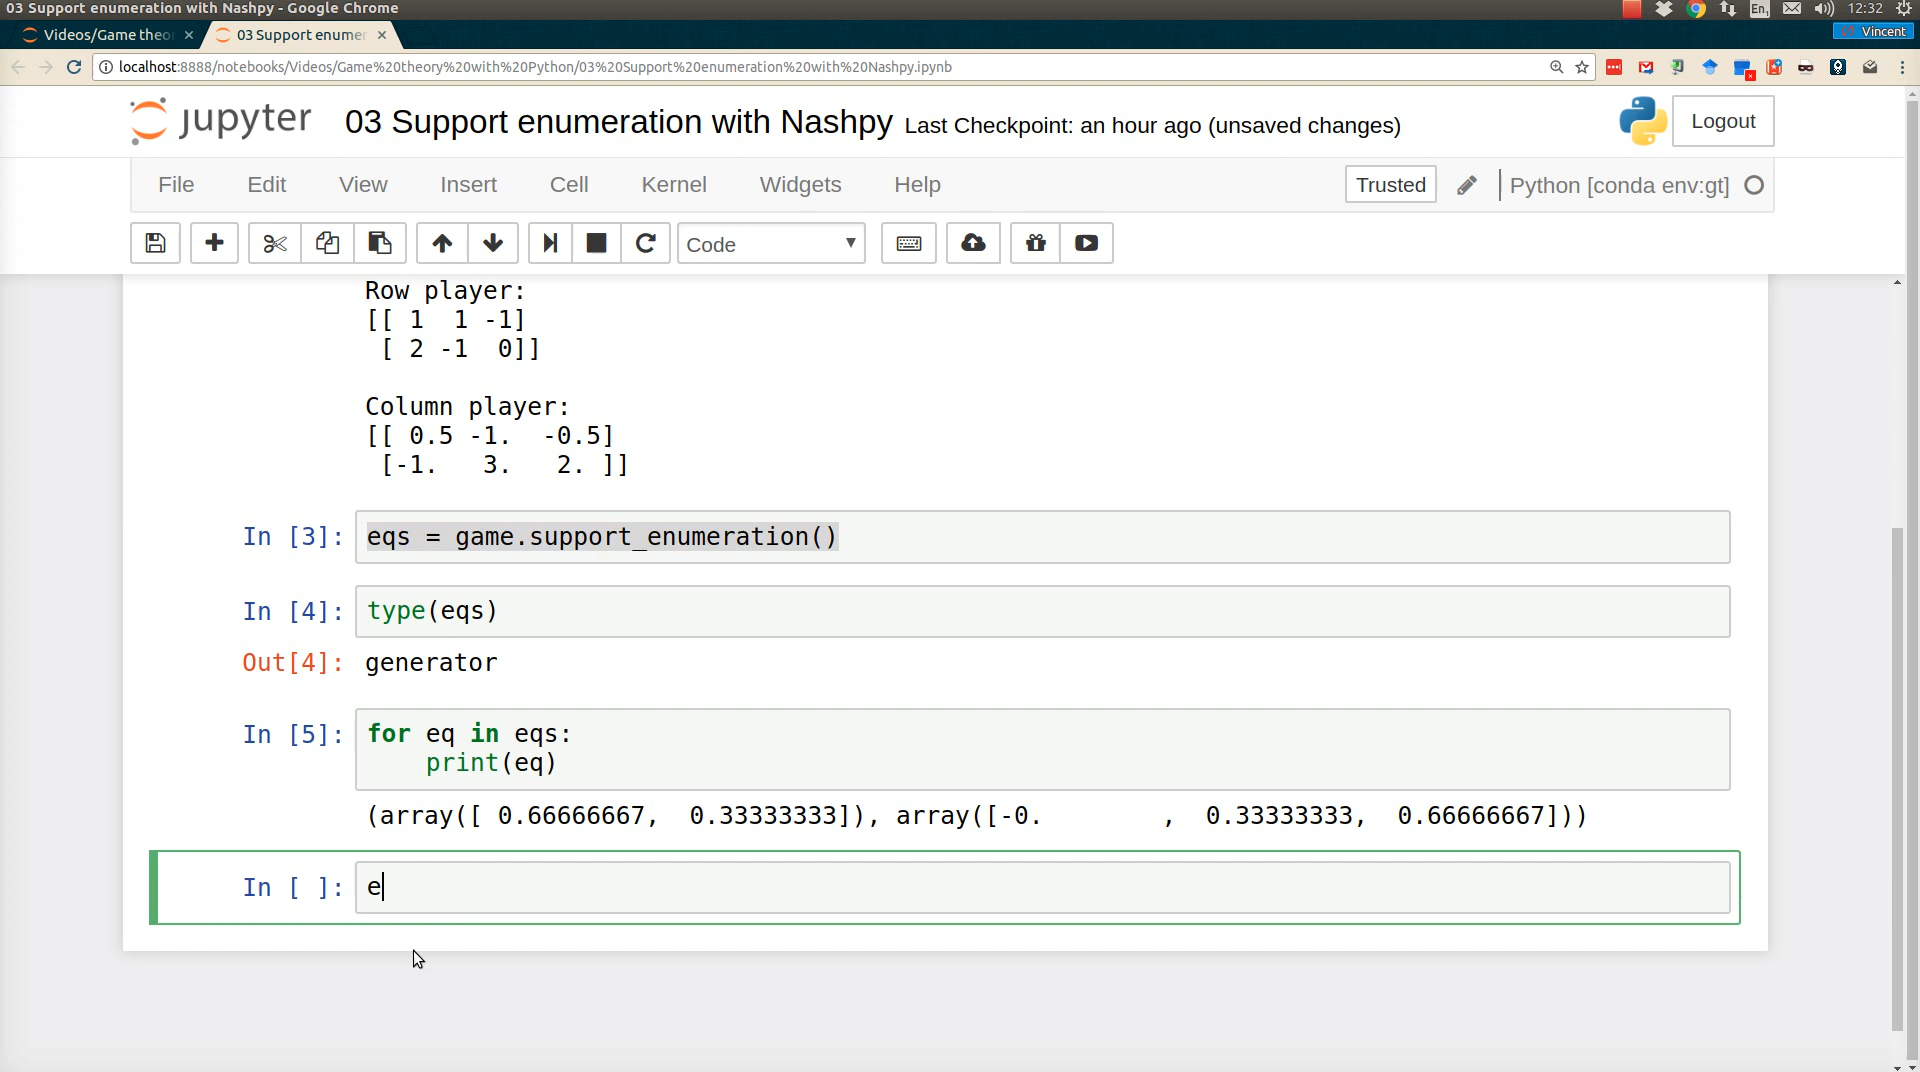 03 Support enumeration with Nashpy - Google Chrome
En1 12:32
Videos/Game theo × 03 Support enumer ×
Vincent
localhost:8888/notebooks/Videos/Game%20theory%20with%20Python/03%20Support%20enumeration%20with%20Nashpy.ipynb
jupyter 03 Support enumeration with Nashpy Last Checkpoint: an hour ago (unsaved changes)
Logout
File Edit View Insert Cell Kernel Widgets Help
Trusted Python [conda env:gt]
Code
Row player:
[[ 1  1 -1]
 [ 2 -1  0]]
Column player:
[[ 0.5 -1.  -0.5]
 [-1.   3.   2. ]]
In [3]: eqs = game.support_enumeration()
In [4]: type(eqs)
Out[4]: generator
In [5]: for eq in eqs:
    print(eq)
(array([ 0.66666667,  0.33333333]), array([-0.        ,  0.33333333,  0.66666667]))
In [ ]: e